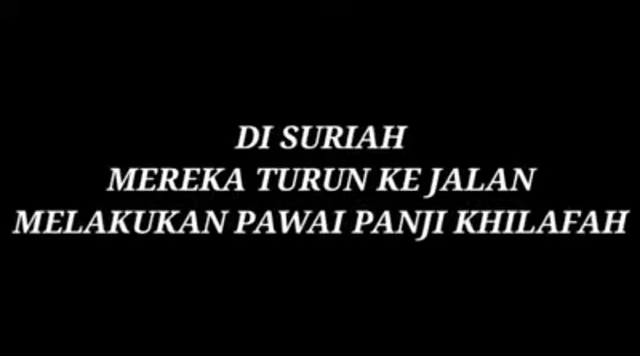 DI SURIAH
MEREKA TURUN KE JALAN
MELAKUKAN PAWAI PANJI KHILAFAH